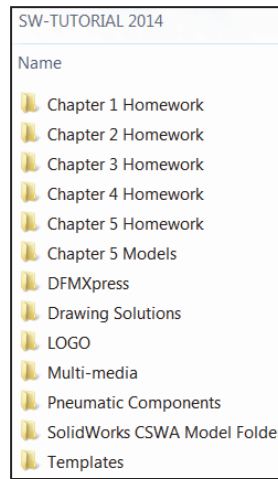 SW-TUTORIAL 2014
Name
Chapter 1 Homework
Chapter 2 Homework
Chapter 3 Homework
Chapter 4 Homework
Chapter 5 Homework
Chapter 5 Models
DFMXpress
Drawing Solutions
LOGO
Multi-media
Pneumatic Components
SolidWorks CSWA Model Folde
Templates